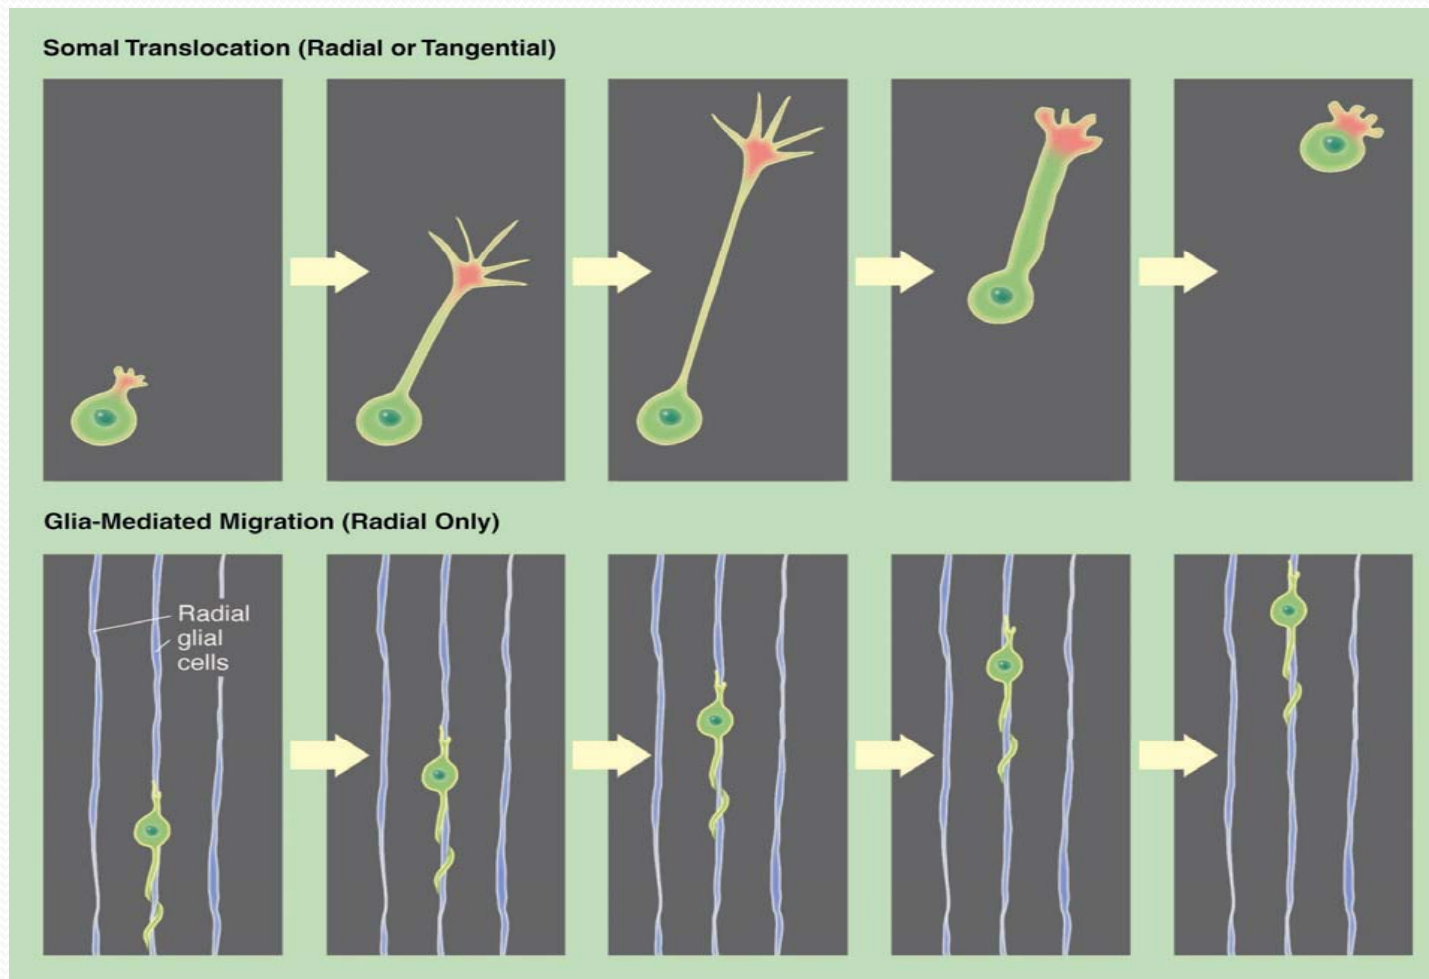 Somal Translocation (Radial or Tangential)
Glia-Mediated Migration (Radial Only)
Radial
glial
cells